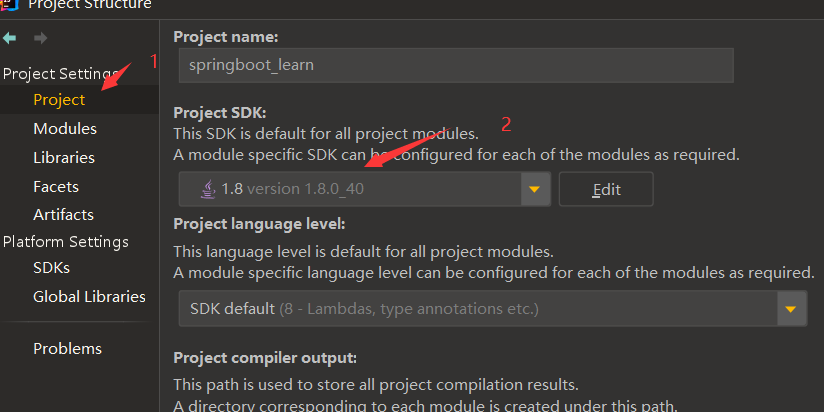 Project Structure
1
Project Settings
Project
Modules
Libraries
Facets
Artifacts
Platform Settings
SDKs
Global Libraries
Problems
Project name:
springboot_learn
Project SDK:
2
This SDK is default for all project modules.
A module specific SDK can be configured for each of the modules as required.
1.8 version 1.8.0_40
Edit
Project language level:
This language level is default for all project modules.
A module specific language level can be configured for each of the modules as required.
SDK default (8 - Lambdas, type annotations etc.)
Project compiler output:
This path is used to store all project compilation results.
A directory corresponding to each module is created under this path.